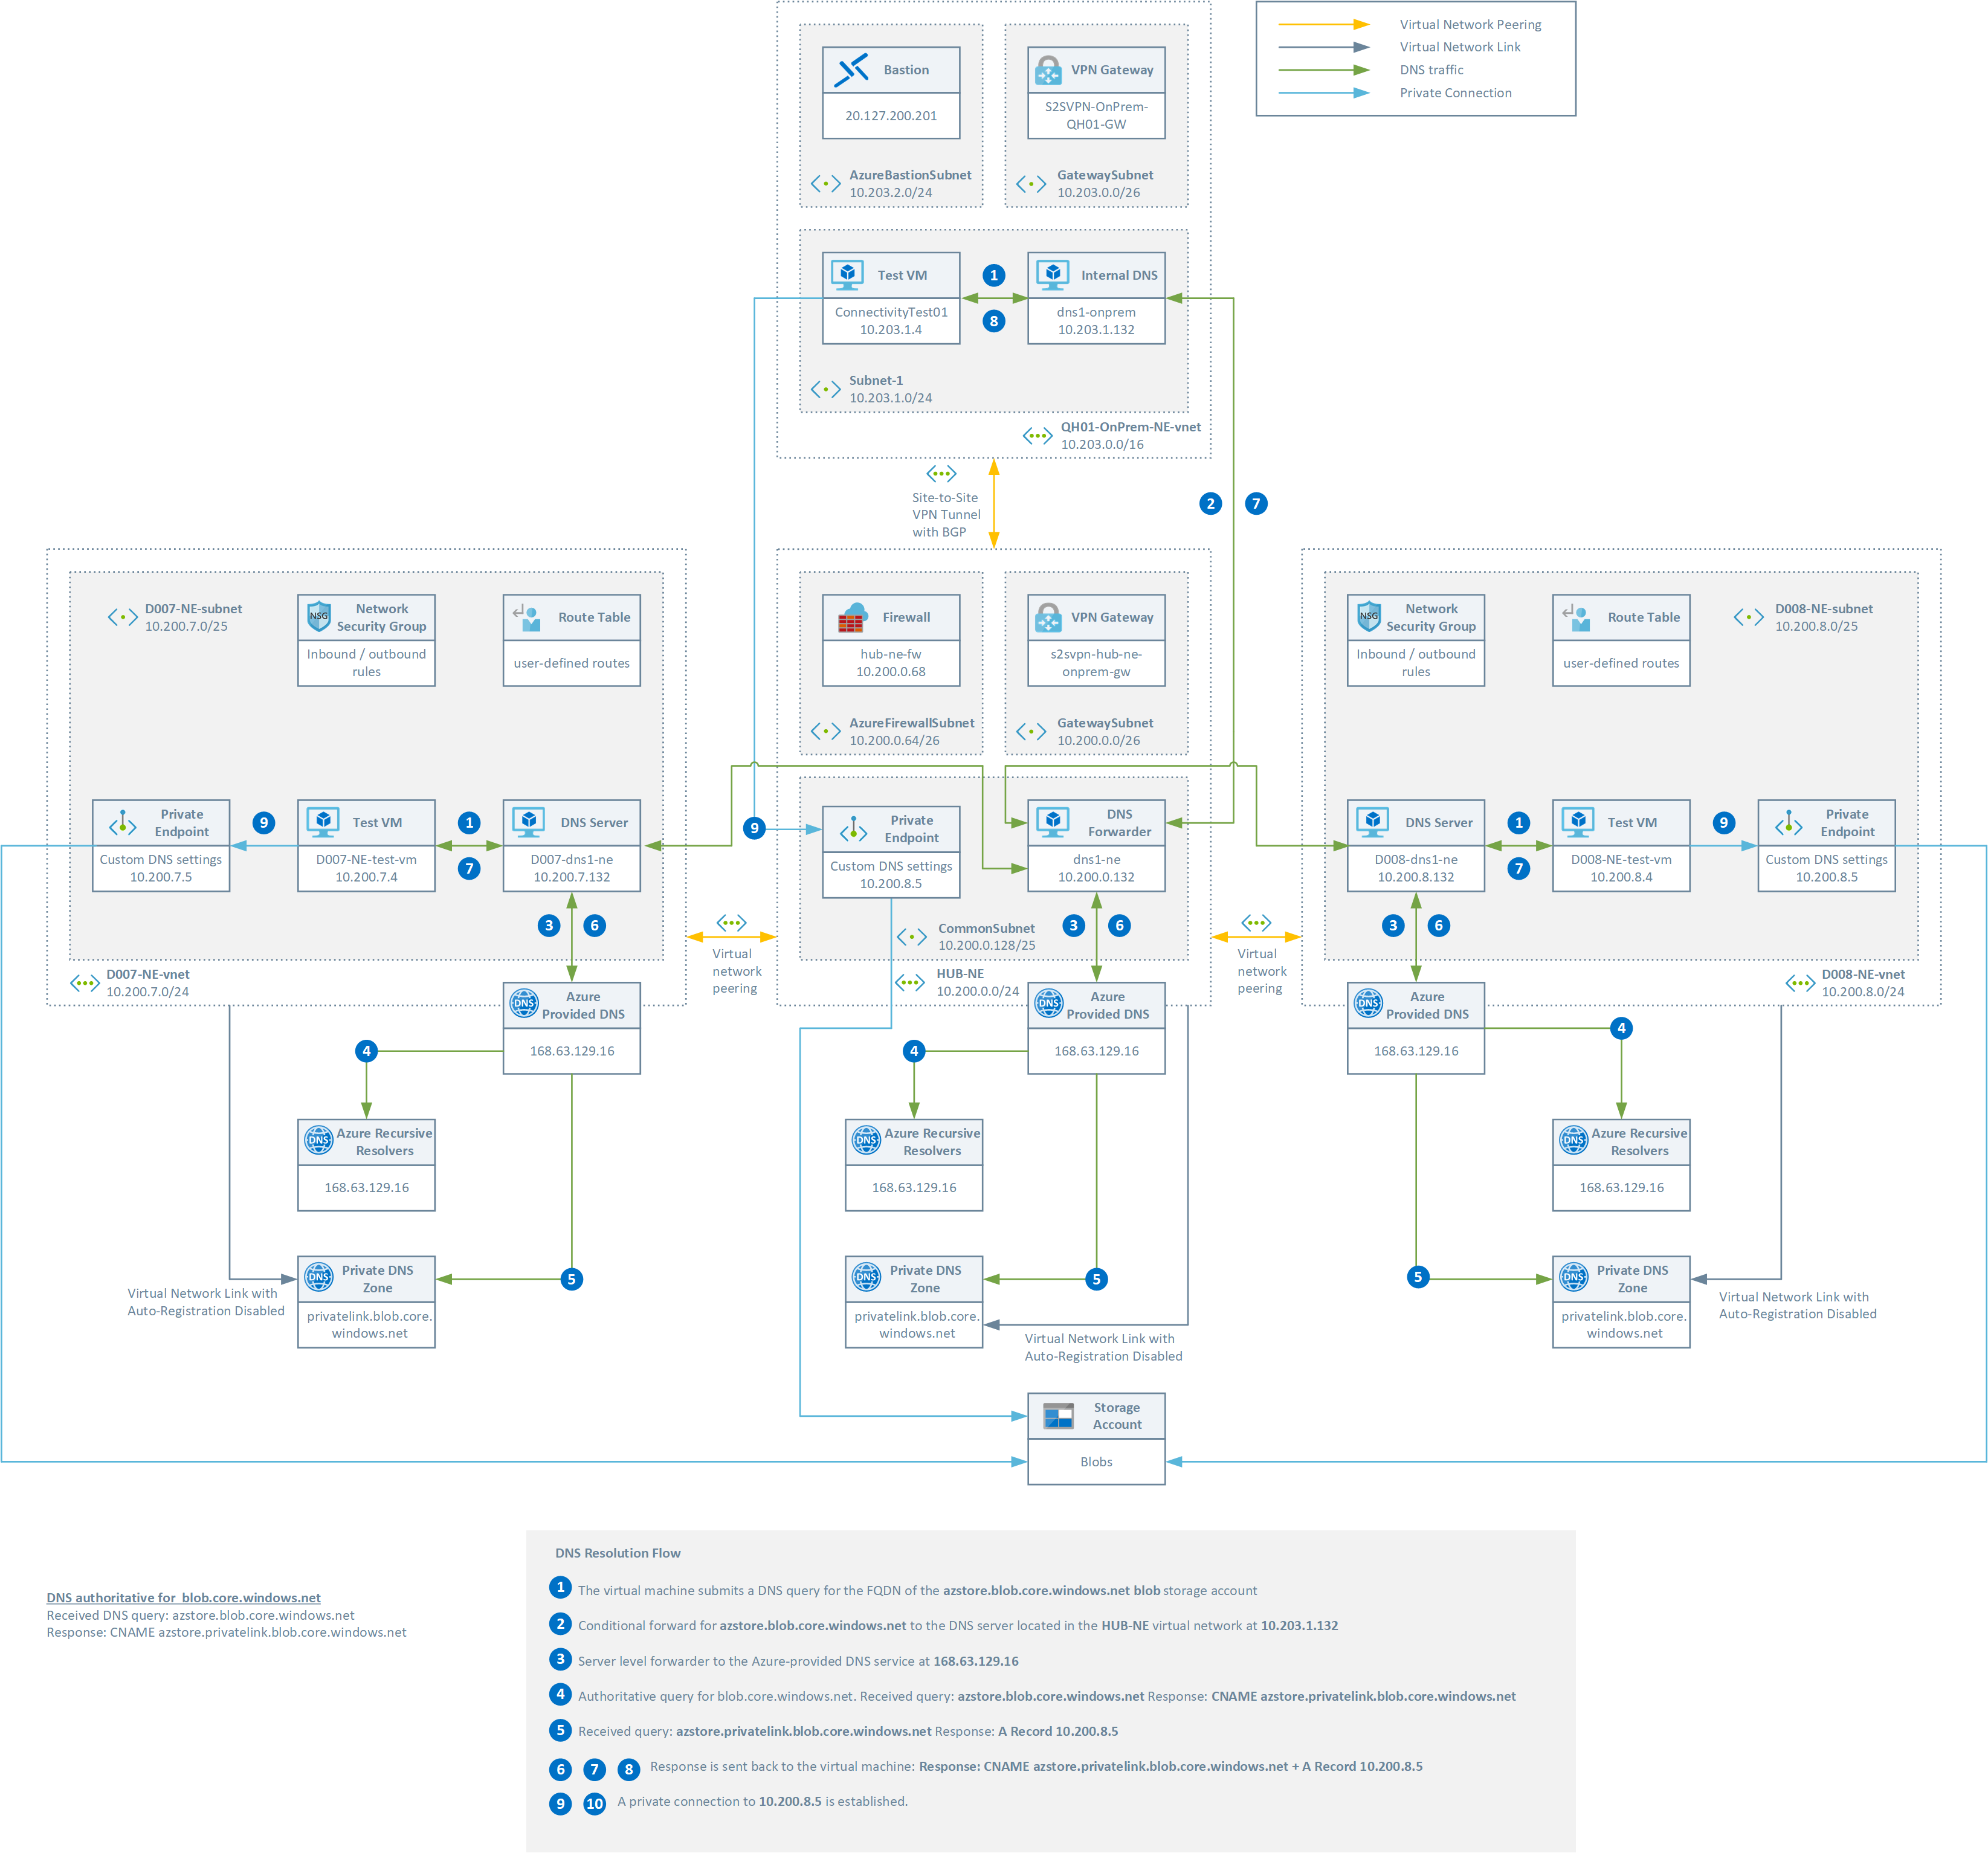 Virtual Network Peering
Virtual Network Link
DNS traffic
Private Connection
Bastion
20.127.200.201
AzureBastionSubnet
10.203.2.0/24
VPN Gateway
S2SVPN-OnPrem-
QH01-GW
GatewaySubnet
10.203.0.0/26
Test VM
ConnectivityTest01
10.203.1.4
1
8
Internal DNS
dns1-onprem
10.203.1.132
Subnet-1
10.203.1.0/24
QH01-OnPrem-NE-vnet
10.203.0.0/16
Site-to-Site
VPN Tunnel
with BGP
2
7
D007-NE-subnet
10.200.7.0/25
NSG
Network
Security Group
Inbound / outbound
rules
Route Table
user-defined routes
Private
Endpoint
Custom DNS settings
10.200.7.5
9
Test VM
D007-NE-test-vm
10.200.7.4
1
7
DNS Server
D007-dns1-ne
10.200.7.132
3
6
D007-NE-vnet
10.200.7.0/24
Virtual
network
peering
Firewall
hub-ne-fw
10.200.0.68
AzureFirewallSubnet
10.200.0.64/26
VPN Gateway
s2svpn-hub-ne-
onprem-gw
GatewaySubnet
10.200.0.0/26
9
Private
Endpoint
Custom DNS settings
10.200.8.5
DNS
Forwarder
dns1-ne
10.200.0.132
3
6
CommonSubnet
10.200.0.128/25
HUB-NE
10.200.0.0/24
Virtual
network
peering
NSG
Network
Security Group
Inbound / outbound
rules
Route Table
user-defined routes
D008-NE-subnet
10.200.8.0/25
DNS Server
D008-dns1-ne
10.200.8.132
1
7
Test VM
D008-NE-test-vm
10.200.8.4
9
Private
Endpoint
Custom DNS settings
10.200.8.5
3
6
D008-NE-vnet
10.200.8.0/24
DNS
Azure
Provided DNS
168.63.129.16
4
DNS
Azure Recursive
Resolvers
168.63.129.16
DNS
Private DNS
Zone
privatelink.blob.core.
windows.net
5
Virtual Network Link with
Auto-Registration Disabled
DNS
Azure
Provided DNS
168.63.129.16
4
DNS
Azure Recursive
Resolvers
168.63.129.16
DNS
Private DNS
Zone
privatelink.blob.core.
windows.net
5
Virtual Network Link with
Auto-Registration Disabled
DNS
Azure
Provided DNS
168.63.129.16
4
DNS
Azure Recursive
Resolvers
168.63.129.16
5
DNS
Private DNS
Zone
privatelink.blob.core.
windows.net
Virtual Network Link with
Auto-Registration Disabled
Storage
Account
Blobs
DNS authoritative for blob.core.windows.net
Received DNS query: azstore.blob.core.windows.net
Response: CNAME azstore.privatelink.blob.core.windows.net
DNS Resolution Flow
1 The virtual machine submits a DNS query for the FQDN of the azstore.blob.core.windows.net blob storage account
2 Conditional forward for azstore.blob.core.windows.net to the DNS server located in the HUB-NE virtual network at 10.203.1.132
3 Server level forwarder to the Azure-provided DNS service at 168.63.129.16
4 Authoritative query for blob.core.windows.net. Received query: azstore.blob.core.windows.net Response: CNAME azstore.privatelink.blob.core.windows.net
5 Received query: azstore.privatelink.blob.core.windows.net Response: A Record 10.200.8.5
6 7 8 Response is sent back to the virtual machine: Response: CNAME azstore.privatelink.blob.core.windows.net + A Record 10.200.8.5
9 10 A private connection to 10.200.8.5 is established.